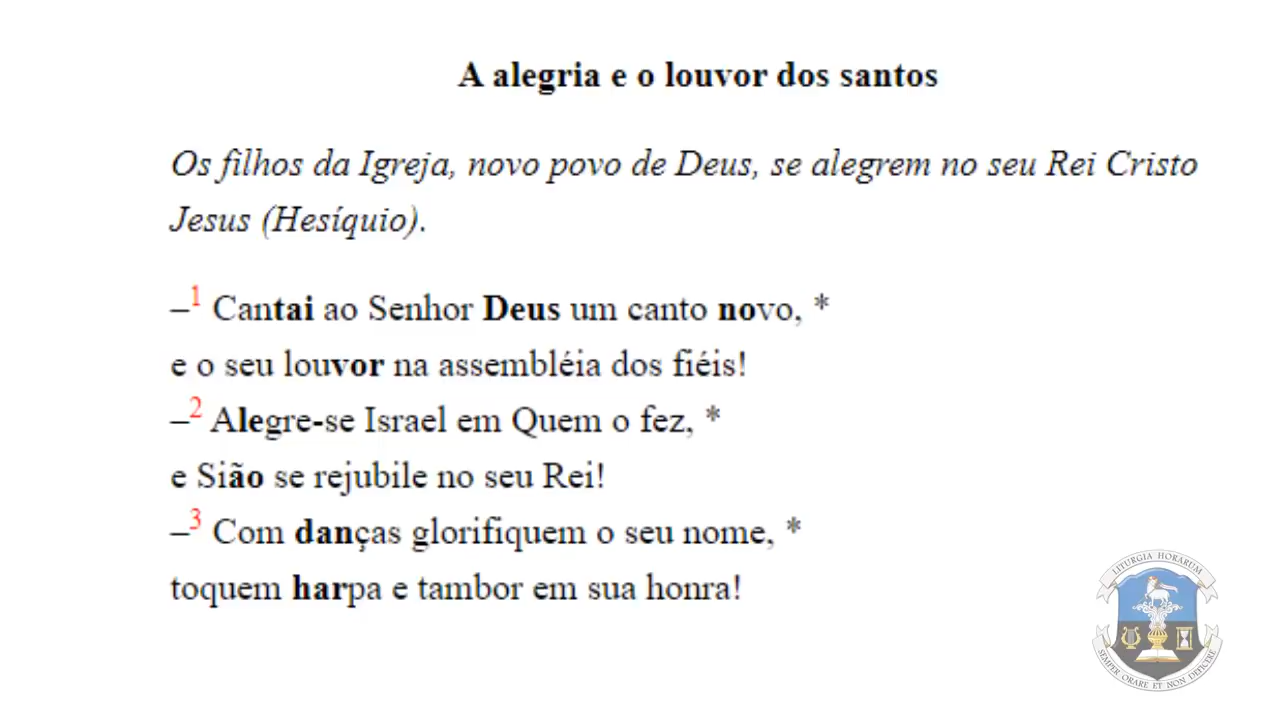 A alegria e o louvor dos santos
Os filhos da Igreja, novo povo de Deus, se alegrem no seu Rei Cristo
Jesus (Hesíquio).
–1 Cantai ao Senhor Deus um canto novo, *
e o seu louvor na assembléia dos fiéis!
–2 Alegre-se Israel em Quem o fez, *
e Sião se rejubile no seu Rei!
–3 Com danças glorifiquem o seu nome, *
toquem harpa e tambor em sua honra!
LITURGIA HORARUM
SEMPER ORARE ET NON DEFICERE